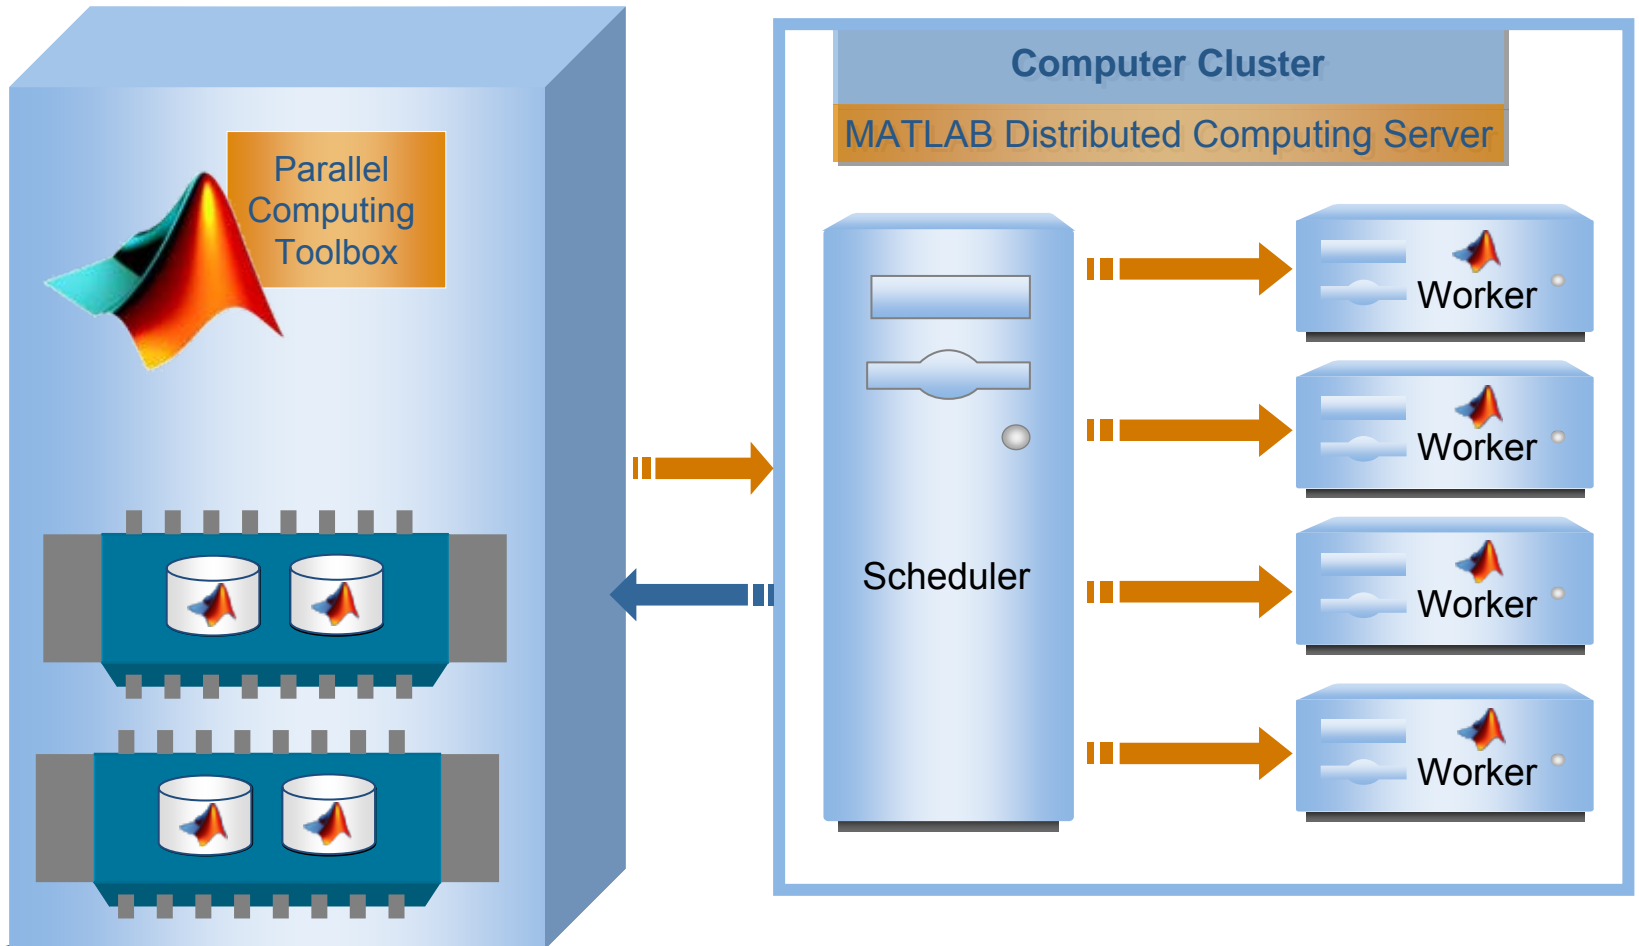 Parallel
Computing
Toolbox
Computer Cluster
MATLAB Distributed Computing Server
Scheduler
Worker
Worker
Worker
Worker